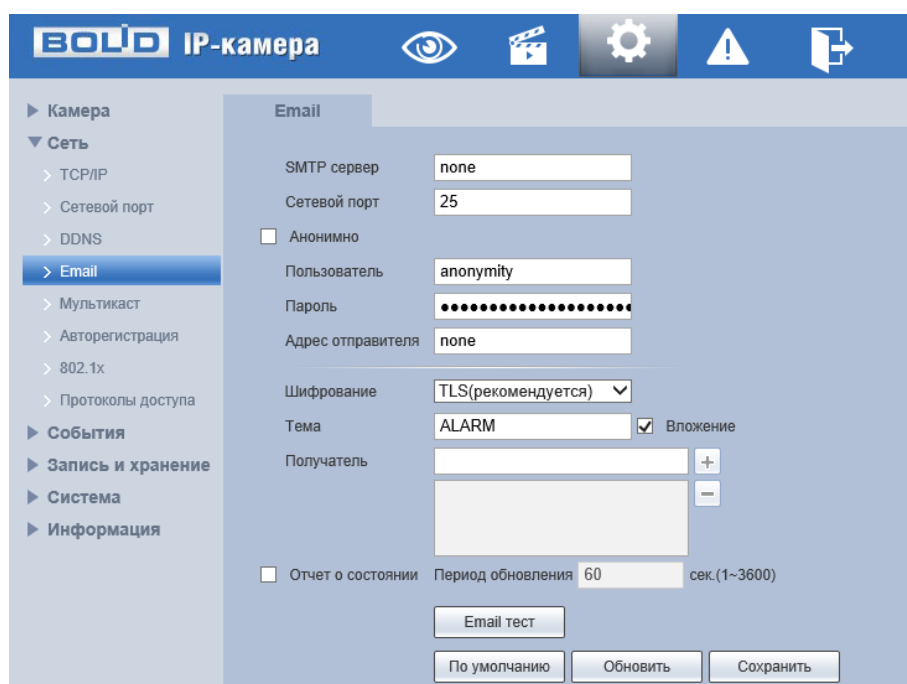 BOLID IP-камера
Камера
Сеть
TCP/IP
Сетевой порт
DDNS
Email
Мультикаст
Авторегистрация
802.1x
Протоколы доступа
События
Запись и хранение
Система
Информация
Email
SMTP сервер none
Сетевой порт 25
Анонимно
Пользователь anonymity
Пароль ●●●●●●●●●●●●●●●●●●●●
Адрес отправителя none
Шифрование TLS(рекомендуется)
Тема ALARM Вложение
Получатель +
−
Отчет о состоянии Период обновления 60 сек.(1~3600)
Email тест
По умолчанию Обновить Сохранить